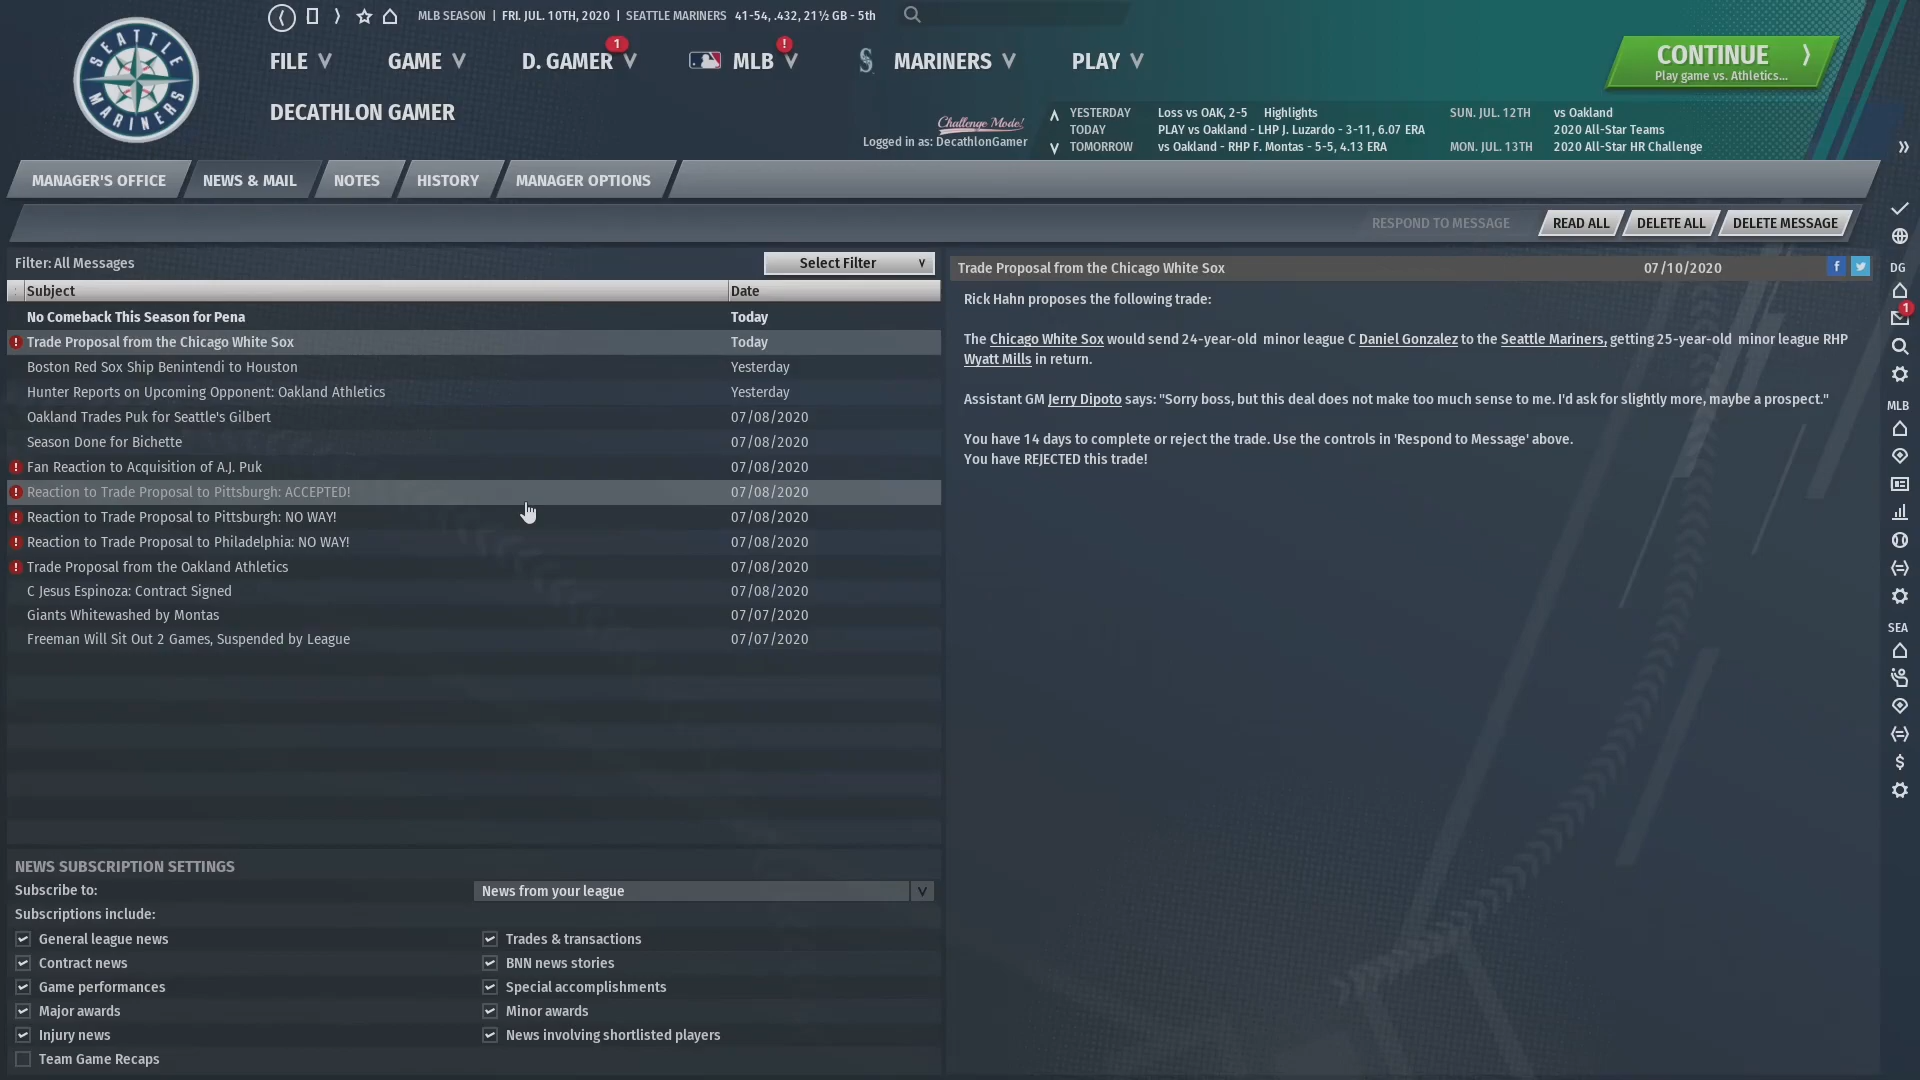 SEATTLE MARINERS
MLB SEASON | FRI. JUL. 10TH, 2020 | SEATTLE MARINERS 41-54, .432, 21½ GB - 5th
FILE
GAME
D. GAMER
1
MLB
!
MARINERS
PLAY
CONTINUE
Play game vs. Athletics...
DECATHLON GAMER
Challenge Mode!
Logged in as: DecathlonGamer
YESTERDAY Loss vs OAK, 2-5 Highlights SUN. JUL. 12TH vs Oakland
TODAY PLAY vs Oakland - LHP J. Luzardo - 3-11, 6.07 ERA 2020 All-Star Teams
TOMORROW vs Oakland - RHP F. Montas - 5-5, 4.13 ERA MON. JUL. 13TH 2020 All-Star HR Challenge
MANAGER'S OFFICE NEWS & MAIL NOTES HISTORY MANAGER OPTIONS
RESPOND TO MESSAGE READ ALL DELETE ALL DELETE MESSAGE
Filter: All Messages Select Filter
Subject Date
No Comeback This Season for Pena Today
Trade Proposal from the Chicago White Sox Today
Boston Red Sox Ship Benintendi to Houston Yesterday
Hunter Reports on Upcoming Opponent: Oakland Athletics Yesterday
Oakland Trades Puk for Seattle's Gilbert 07/08/2020
Season Done for Bichette 07/08/2020
Fan Reaction to Acquisition of A.J. Puk 07/08/2020
Reaction to Trade Proposal to Pittsburgh: ACCEPTED! 07/08/2020
Reaction to Trade Proposal to Pittsburgh: NO WAY! 07/08/2020
Reaction to Trade Proposal to Philadelphia: NO WAY! 07/08/2020
Trade Proposal from the Oakland Athletics 07/08/2020
C Jesus Espinoza: Contract Signed 07/08/2020
Giants Whitewashed by Montas 07/07/2020
Freeman Will Sit Out 2 Games, Suspended by League 07/07/2020
Trade Proposal from the Chicago White Sox 07/10/2020
Rick Hahn proposes the following trade:
The Chicago White Sox would send 24-year-old minor league C Daniel Gonzalez to the Seattle Mariners, getting 25-year-old minor league RHP
Wyatt Mills in return.
Assistant GM Jerry Dipoto says: "Sorry boss, but this deal does not make too much sense to me. I'd ask for slightly more, maybe a prospect."
You have 14 days to complete or reject the trade. Use the controls in 'Respond to Message' above.
You have REJECTED this trade!
NEWS SUBSCRIPTION SETTINGS
Subscribe to: News from your league
Subscriptions include:
General league news Trades & transactions
Contract news BNN news stories
Game performances Special accomplishments
Major awards Minor awards
Injury news News involving shortlisted players
Team Game Recaps
DG
1
MLB
SEA